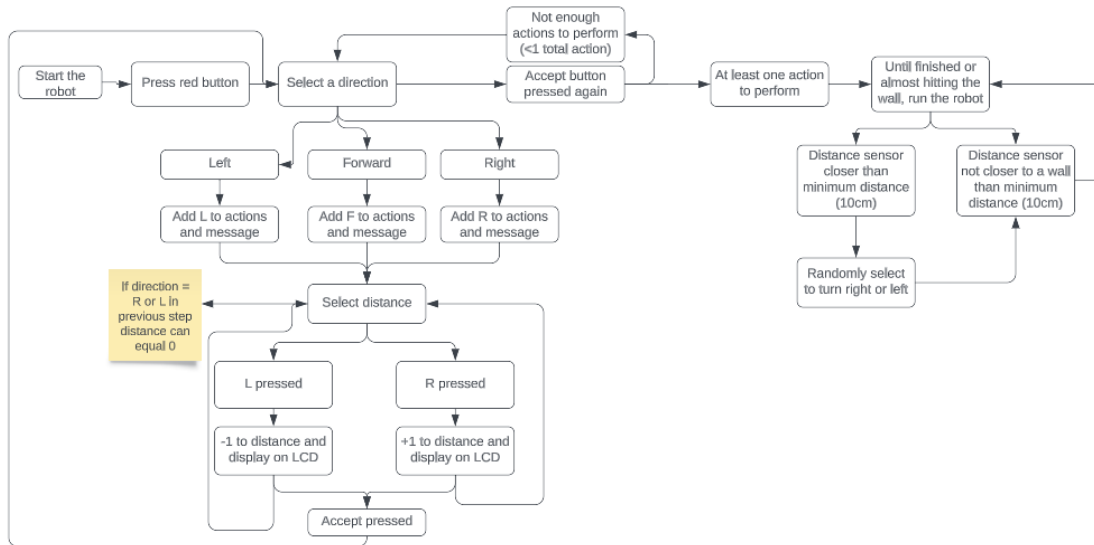 Not enough
actions to perform
(<1 total action)
Start the
robot
Press red button
Select a direction
Accept button
pressed again
At least one action
to perform
Until finished or
almost hitting the
wall, run the robot
Left
Forward
Right
Distance sensor
closer than
minimum distance
(10cm)
Distance sensor
not closer to a wall
than minimum
distance (10cm)
Add L to actions
and message
Add F to actions
and message
Add R to actions
and message
Randomly select
to turn right or left
If direction =
R or L in
previous step
distance can
equal 0
Select distance
L pressed
R pressed
-1 to distance and
display on LCD
+1 to distance and
display on LCD
Accept pressed